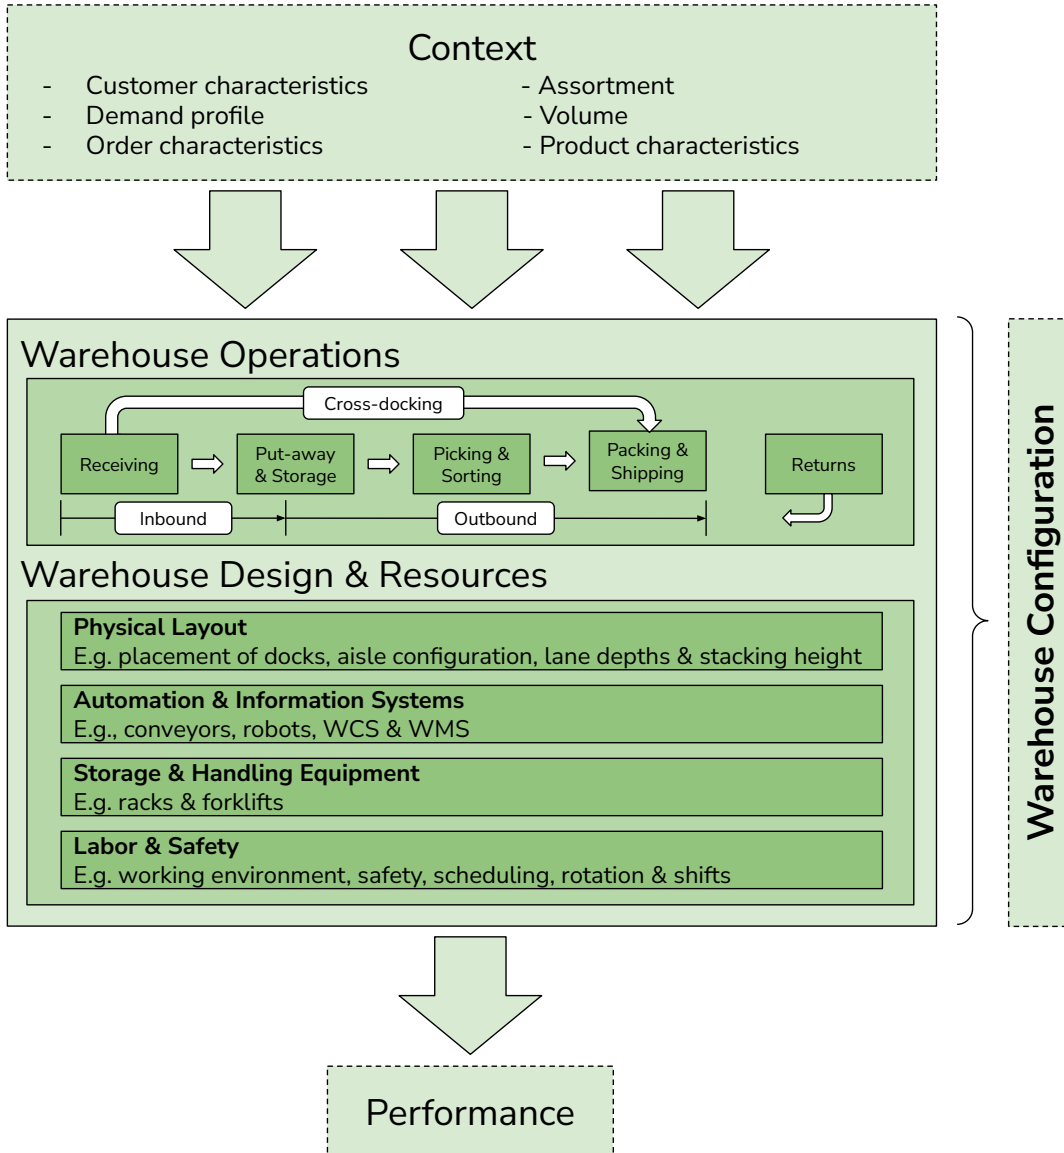 Context
- Customer characteristics
- Demand profile
- Order characteristics
- Assortment
- Volume
- Product characteristics
Warehouse Operations
Cross-docking
Receiving
Put-away
& Storage
Picking &
Sorting
Packing &
Shipping
Returns
Inbound
Outbound
Warehouse Design & Resources
Physical Layout
E.g. placement of docks, aisle configuration, lane depths & stacking height
Automation & Information Systems
E.g., conveyors, robots, WCS & WMS
Storage & Handling Equipment
E.g. racks & forklifts
Labor & Safety
E.g. working environment, safety, scheduling, rotation & shifts
Warehouse Configuration
Performance